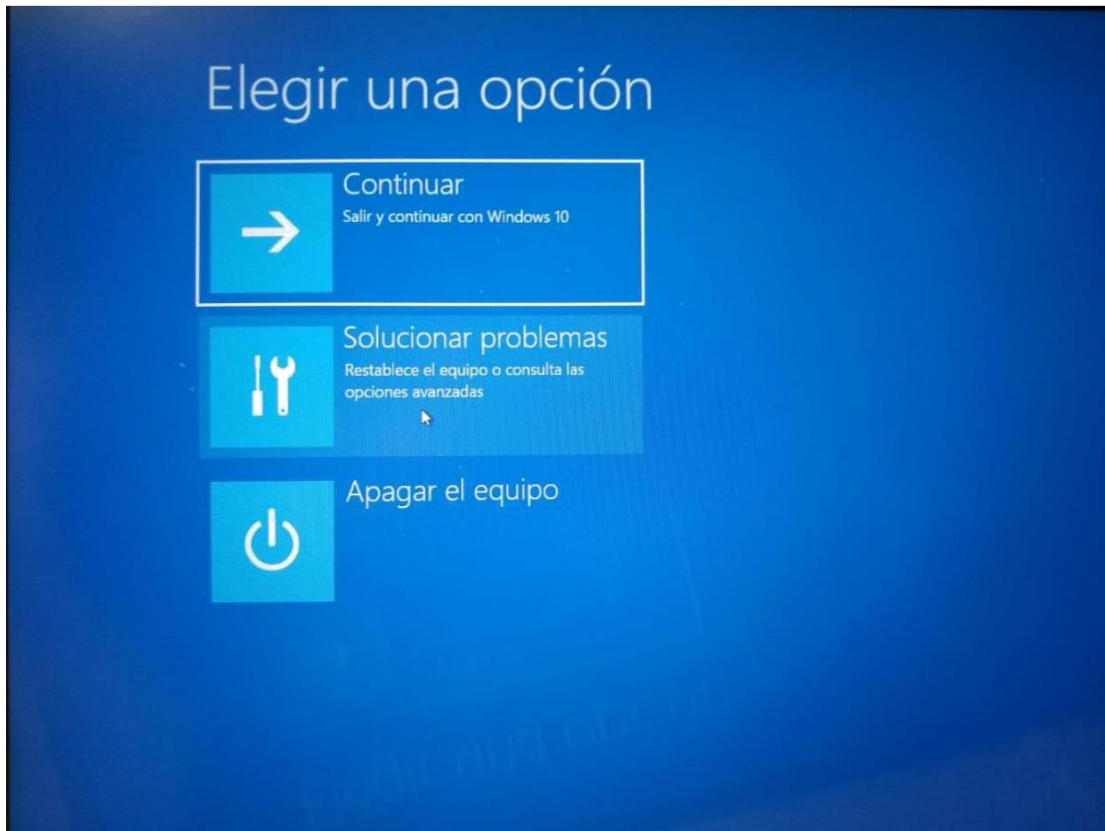 Elegir una opción
Continuar
Salir y continuar con Windows 10
Solucionar problemas
Restablece el equipo o consulta las
opciones avanzadas
Apagar el equipo